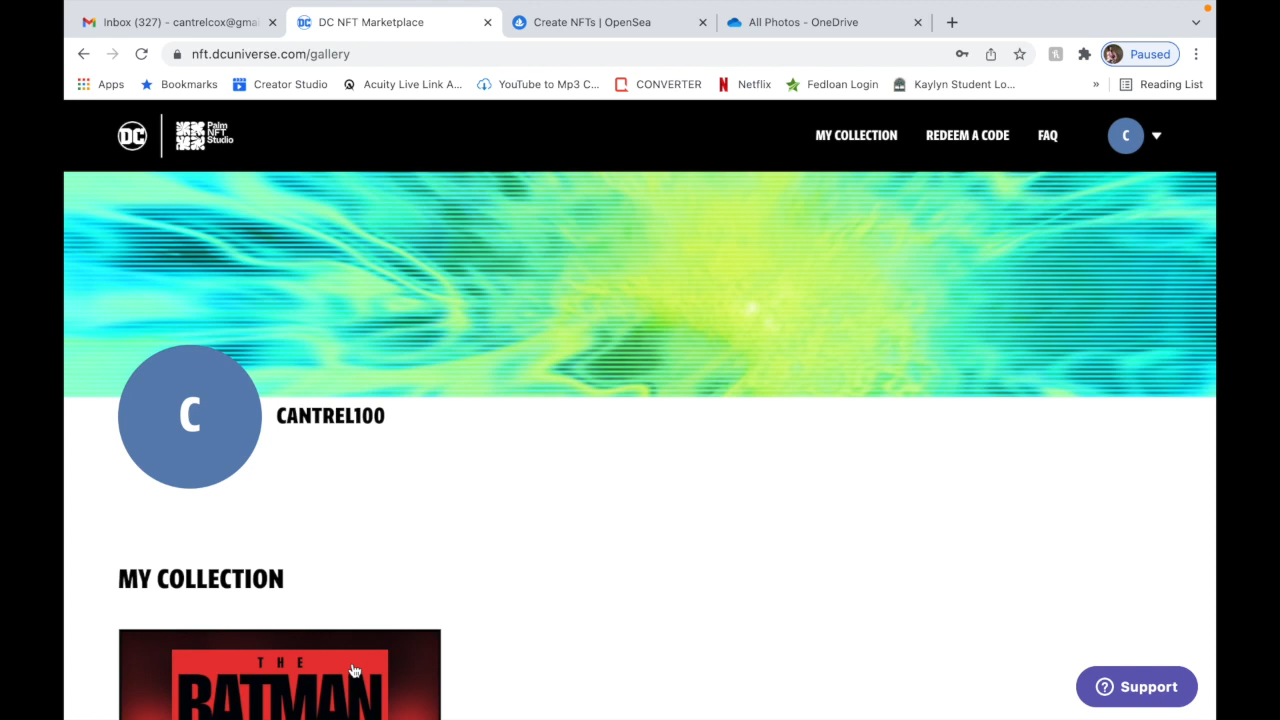 Inbox (327) - cantrelcox@gmai
DC NFT Marketplace
Create NFTs | OpenSea
All Photos - OneDrive
nft.dcuniverse.com/gallery
Paused
Apps
Bookmarks
Creator Studio
Acuity Live Link A...
YouTube to Mp3 C...
CONVERTER
Netflix
Fedloan Login
Kaylyn Student Lo...
»
Reading List
DC
Palm
NFT
Studio
MY COLLECTION
REDEEM A CODE
FAQ
C
C
CANTREL100
MY COLLECTION
THE
BATMAN
Support